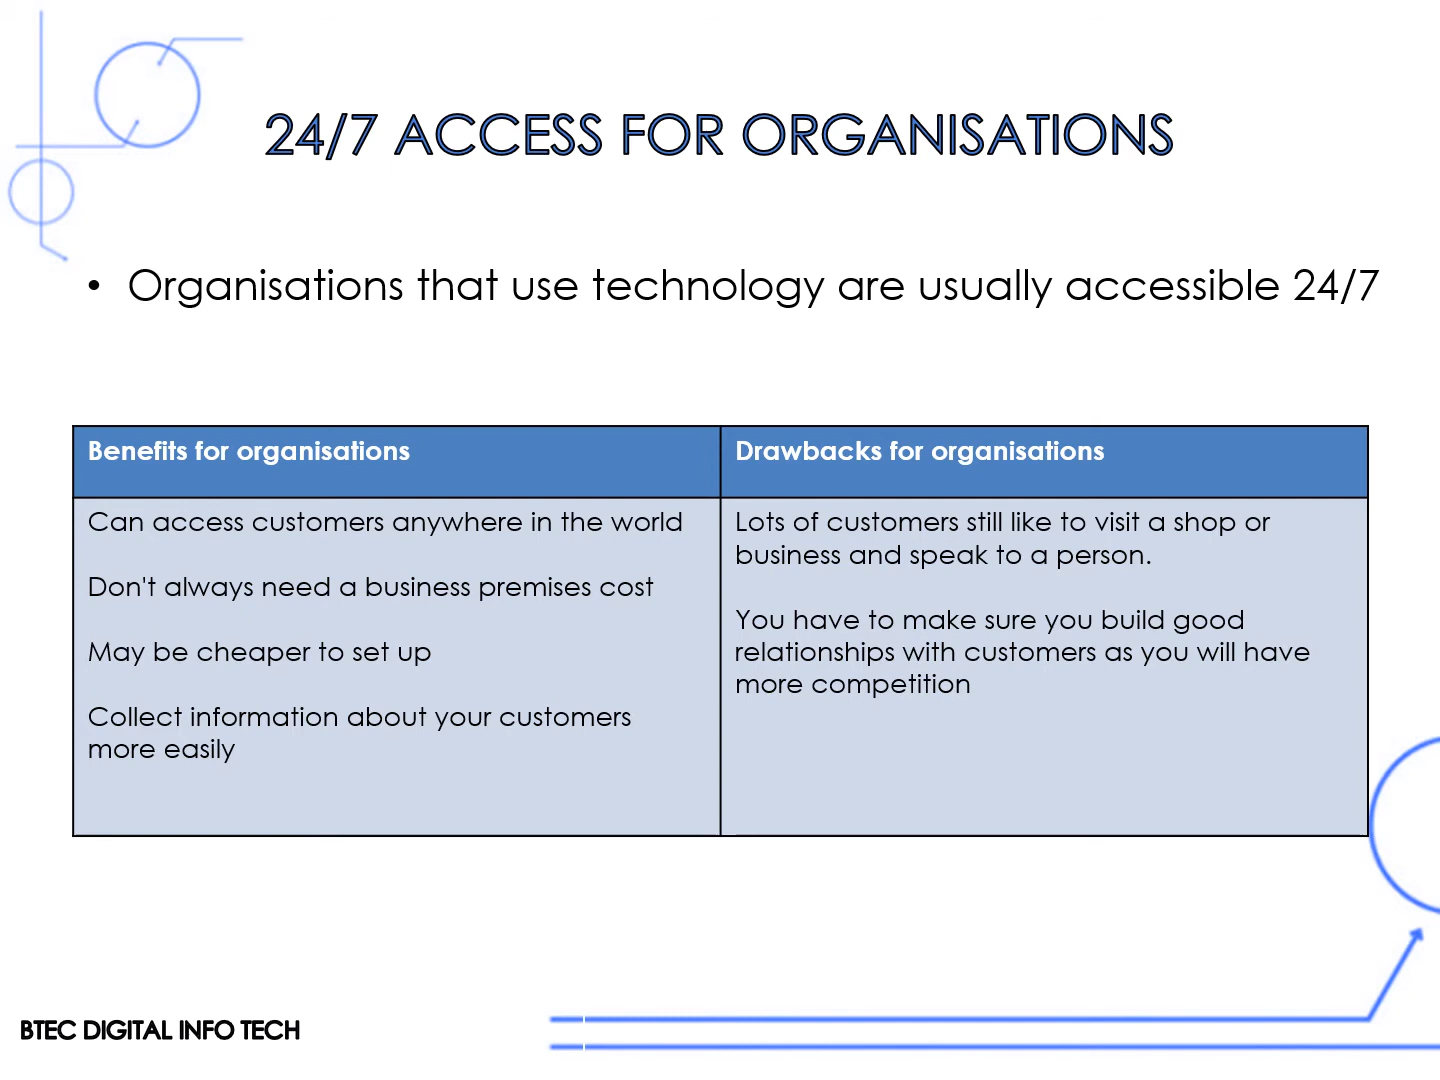 24/7 ACCESS FOR ORGANISATIONS
• Organisations that use technology are usually accessible 24/7
Benefits for organisations
Can access customers anywhere in the world
Don't always need a business premises cost
May be cheaper to set up
Collect information about your customers
more easily
Drawbacks for organisations
Lots of customers still like to visit a shop or
business and speak to a person.
You have to make sure you build good
relationships with customers as you will have
more competition
BTEC DIGITAL INFO TECH